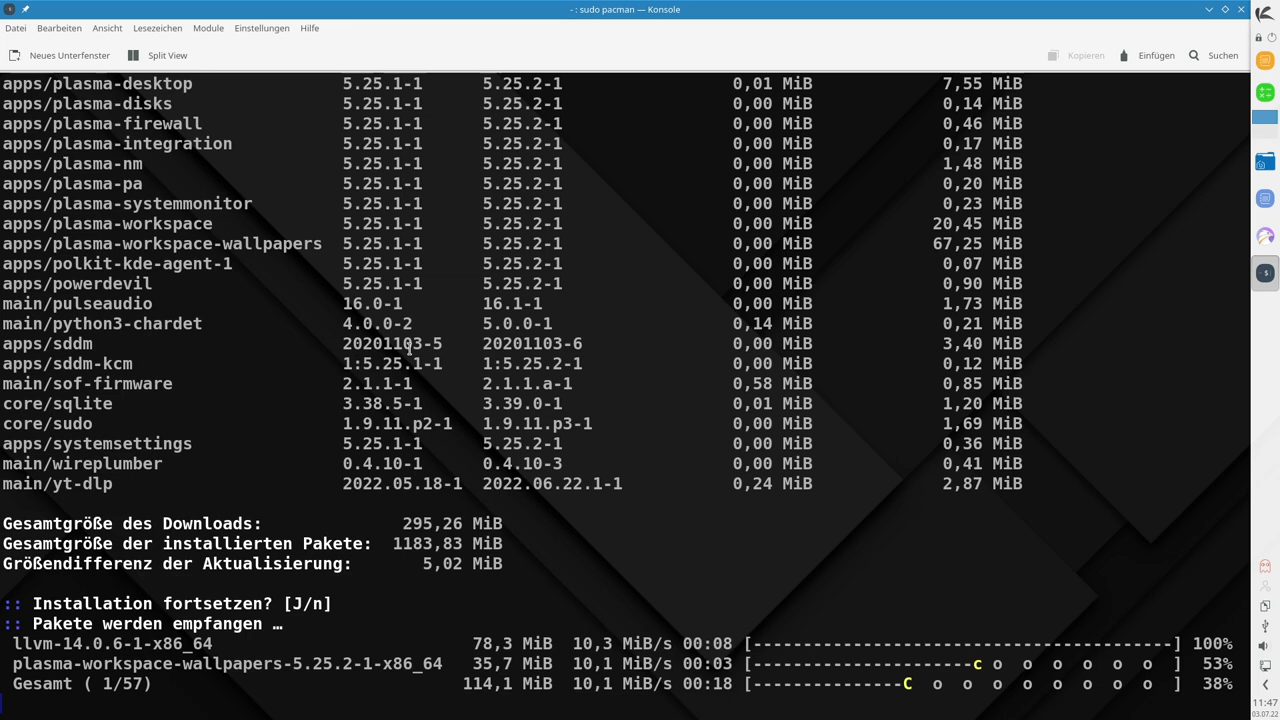 - : sudo pacman — Konsole
Datei Bearbeiten Ansicht Lesezeichen Module Einstellungen Hilfe
Neues Unterfenster Split View Kopieren Einfügen Suchen
apps/plasma-desktop 5.25.1-1 5.25.2-1 0,01 MiB 7,55 MiB
apps/plasma-disks 5.25.1-1 5.25.2-1 0,00 MiB 0,14 MiB
apps/plasma-firewall 5.25.1-1 5.25.2-1 0,00 MiB 0,46 MiB
apps/plasma-integration 5.25.1-1 5.25.2-1 0,00 MiB 0,17 MiB
apps/plasma-nm 5.25.1-1 5.25.2-1 0,00 MiB 1,48 MiB
apps/plasma-pa 5.25.1-1 5.25.2-1 0,00 MiB 0,20 MiB
apps/plasma-systemmonitor 5.25.1-1 5.25.2-1 0,00 MiB 0,23 MiB
apps/plasma-workspace 5.25.1-1 5.25.2-1 0,00 MiB 20,45 MiB
apps/plasma-workspace-wallpapers 5.25.1-1 5.25.2-1 0,00 MiB 67,25 MiB
apps/polkit-kde-agent-1 5.25.1-1 5.25.2-1 0,00 MiB 0,07 MiB
apps/powerdevil 5.25.1-1 5.25.2-1 0,00 MiB 0,90 MiB
main/pulseaudio 16.0-1 16.1-1 0,00 MiB 1,73 MiB
main/python3-chardet 4.0.0-2 5.0.0-1 0,14 MiB 0,21 MiB
apps/sddm 20201103-5 20201103-6 0,00 MiB 3,40 MiB
apps/sddm-kcm 1:5.25.1-1 1:5.25.2-1 0,00 MiB 0,12 MiB
main/sof-firmware 2.1.1-1 2.1.1.a-1 0,58 MiB 0,85 MiB
core/sqlite 3.38.5-1 3.39.0-1 0,01 MiB 1,20 MiB
core/sudo 1.9.11.p2-1 1.9.11.p3-1 0,00 MiB 1,69 MiB
apps/systemsettings 5.25.1-1 5.25.2-1 0,00 MiB 0,36 MiB
main/wireplumber 0.4.10-1 0.4.10-3 0,00 MiB 0,41 MiB
main/yt-dlp 2022.05.18-1 2022.06.22.1-1 0,24 MiB 2,87 MiB
Gesamtgröße des Downloads: 295,26 MiB
Gesamtgröße der installierten Pakete: 1183,83 MiB
Größendifferenz der Aktualisierung: 5,02 MiB
:: Installation fortsetzen? [J/n]
:: Pakete werden empfangen …
llvm-14.0.6-1-x86_64 78,3 MiB 10,3 MiB/s 00:08 [------------------------------------------] 100%
plasma-workspace-wallpapers-5.25.2-1-x86_64 35,7 MiB 10,1 MiB/s 00:03 [----------------------c o o o o o o ] 53%
Gesamt ( 1/57) 114,1 MiB 10,1 MiB/s 00:18 [---------------C o o o o o o o o ] 38%
11:47
03.07.22